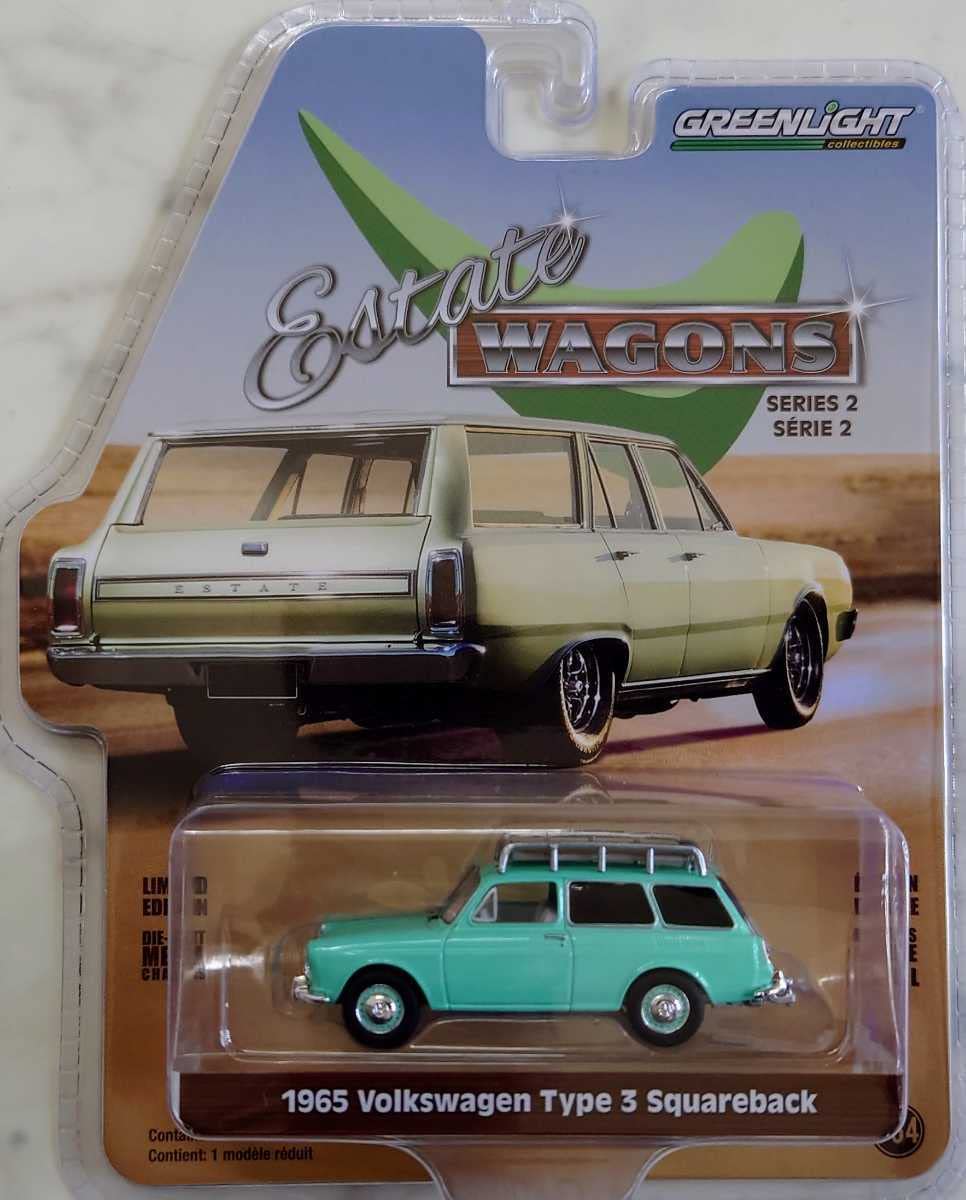 GREENLiGHT
collectibles
Estate
WAGONS
SERIES 2
SÉRIE 2
ESTATE
1965 Volkswagen Type 3 Squareback
Contient: 1 modèle réduit